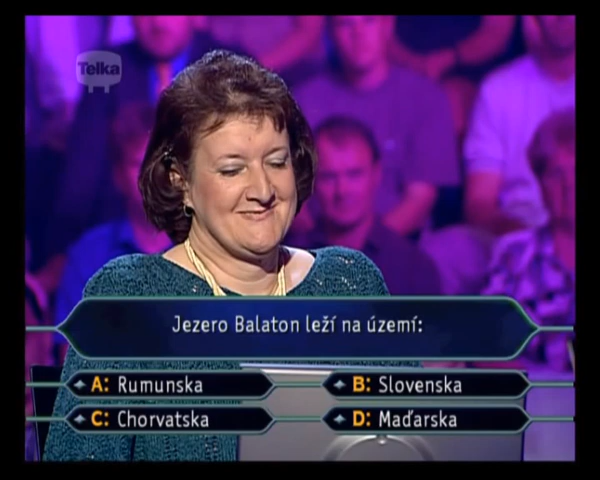 Telka
Jezero Balaton leží na území:
A: Rumunska
B: Slovenska
C: Chorvatska
D: Maďarska